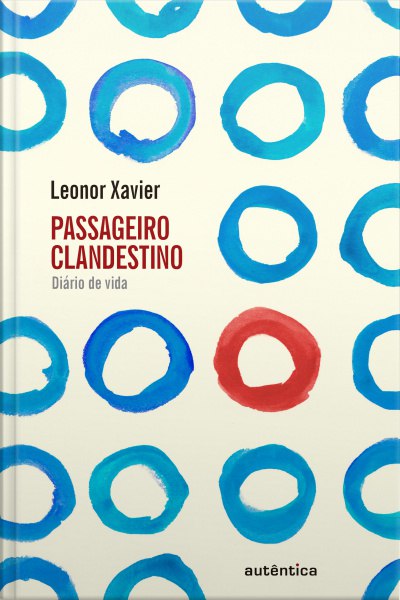 Leonor Xavier
PASSAGEIRO
CLANDESTINO
Diário de vida
autêntica